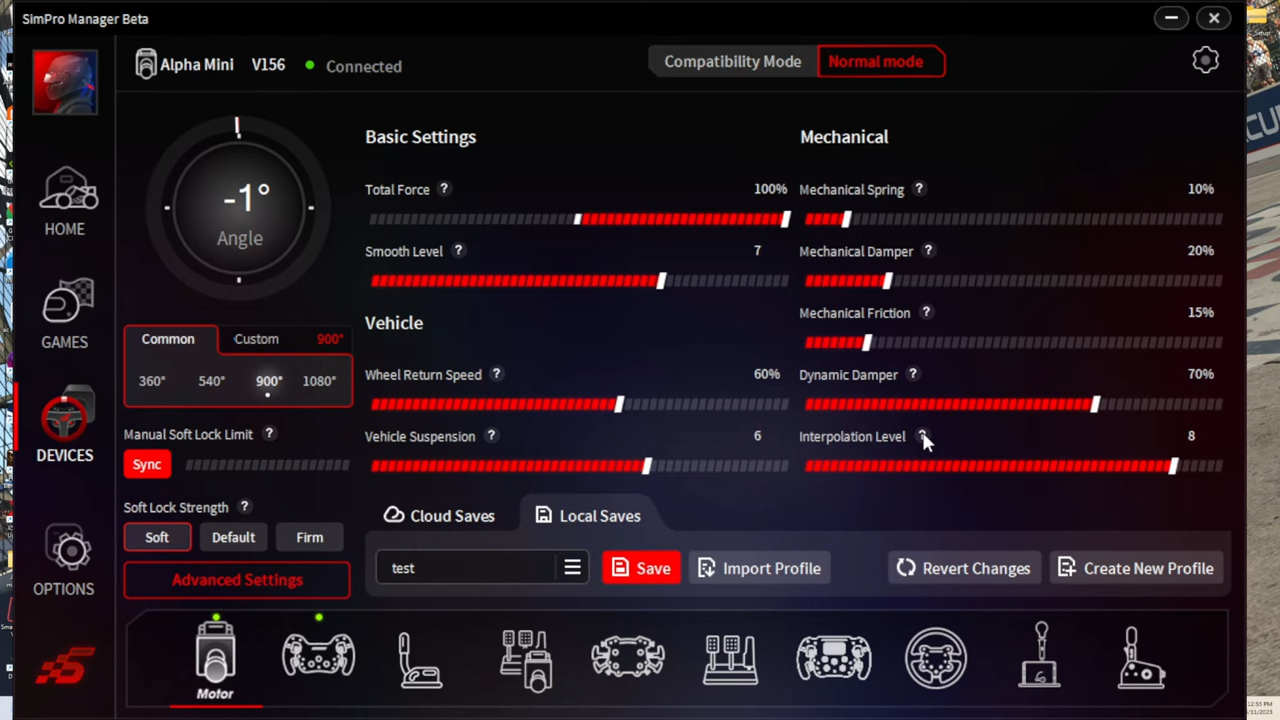 SimPro Manager Beta
Alpha Mini V156 Connected
Compatibility Mode Normal mode
-1°
Angle
Basic Settings
Total Force ? 100%
Smooth Level ? 7
Vehicle
Wheel Return Speed ? 60%
Vehicle Suspension ? 6
Mechanical
Mechanical Spring ? 10%
Mechanical Damper ? 20%
Mechanical Friction ? 15%
Dynamic Damper ? 70%
Interpolation Level ? 8
HOME
GAMES
DEVICES
OPTIONS
Common Custom 900°
360° 540° 900° 1080°
Manual Soft Lock Limit ?
Sync
Soft Lock Strength ?
Soft Default Firm
Advanced Settings
Cloud Saves Local Saves
test Save Import Profile Revert Changes Create New Profile
Motor
12:53 PM